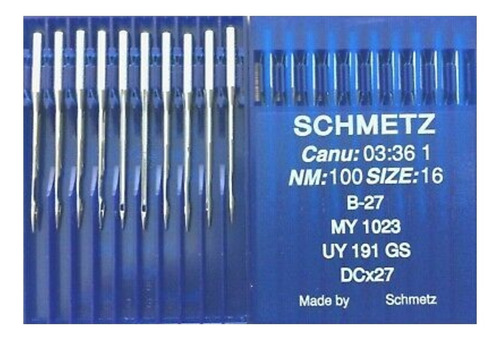 SCHMETZ
Canu: 03:36 1
NM:100 SIZE:16
B-27
MY 1023
UY 191 GS
DCx27
Made by Schmetz